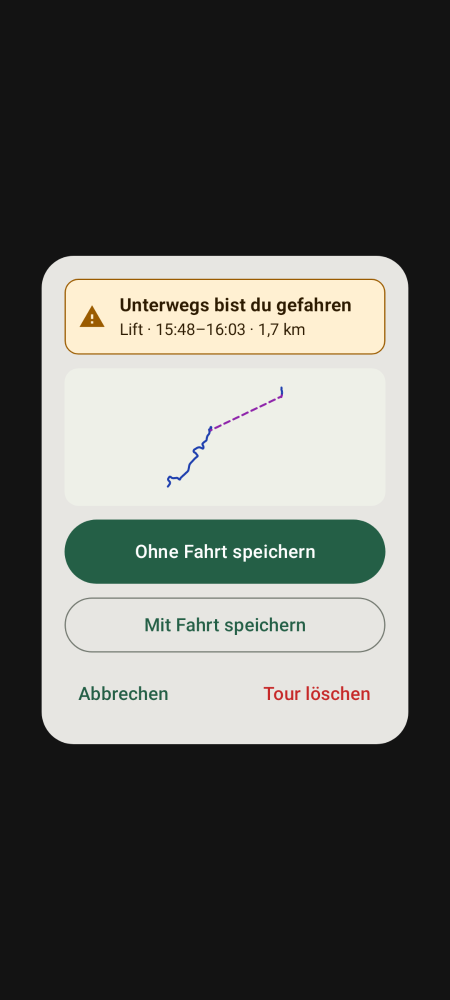 Unterwegs bist du gefahren
Lift · 15:48–16:03 · 1,7 km
Ohne Fahrt speichern
Mit Fahrt speichern
Abbrechen
Tour löschen